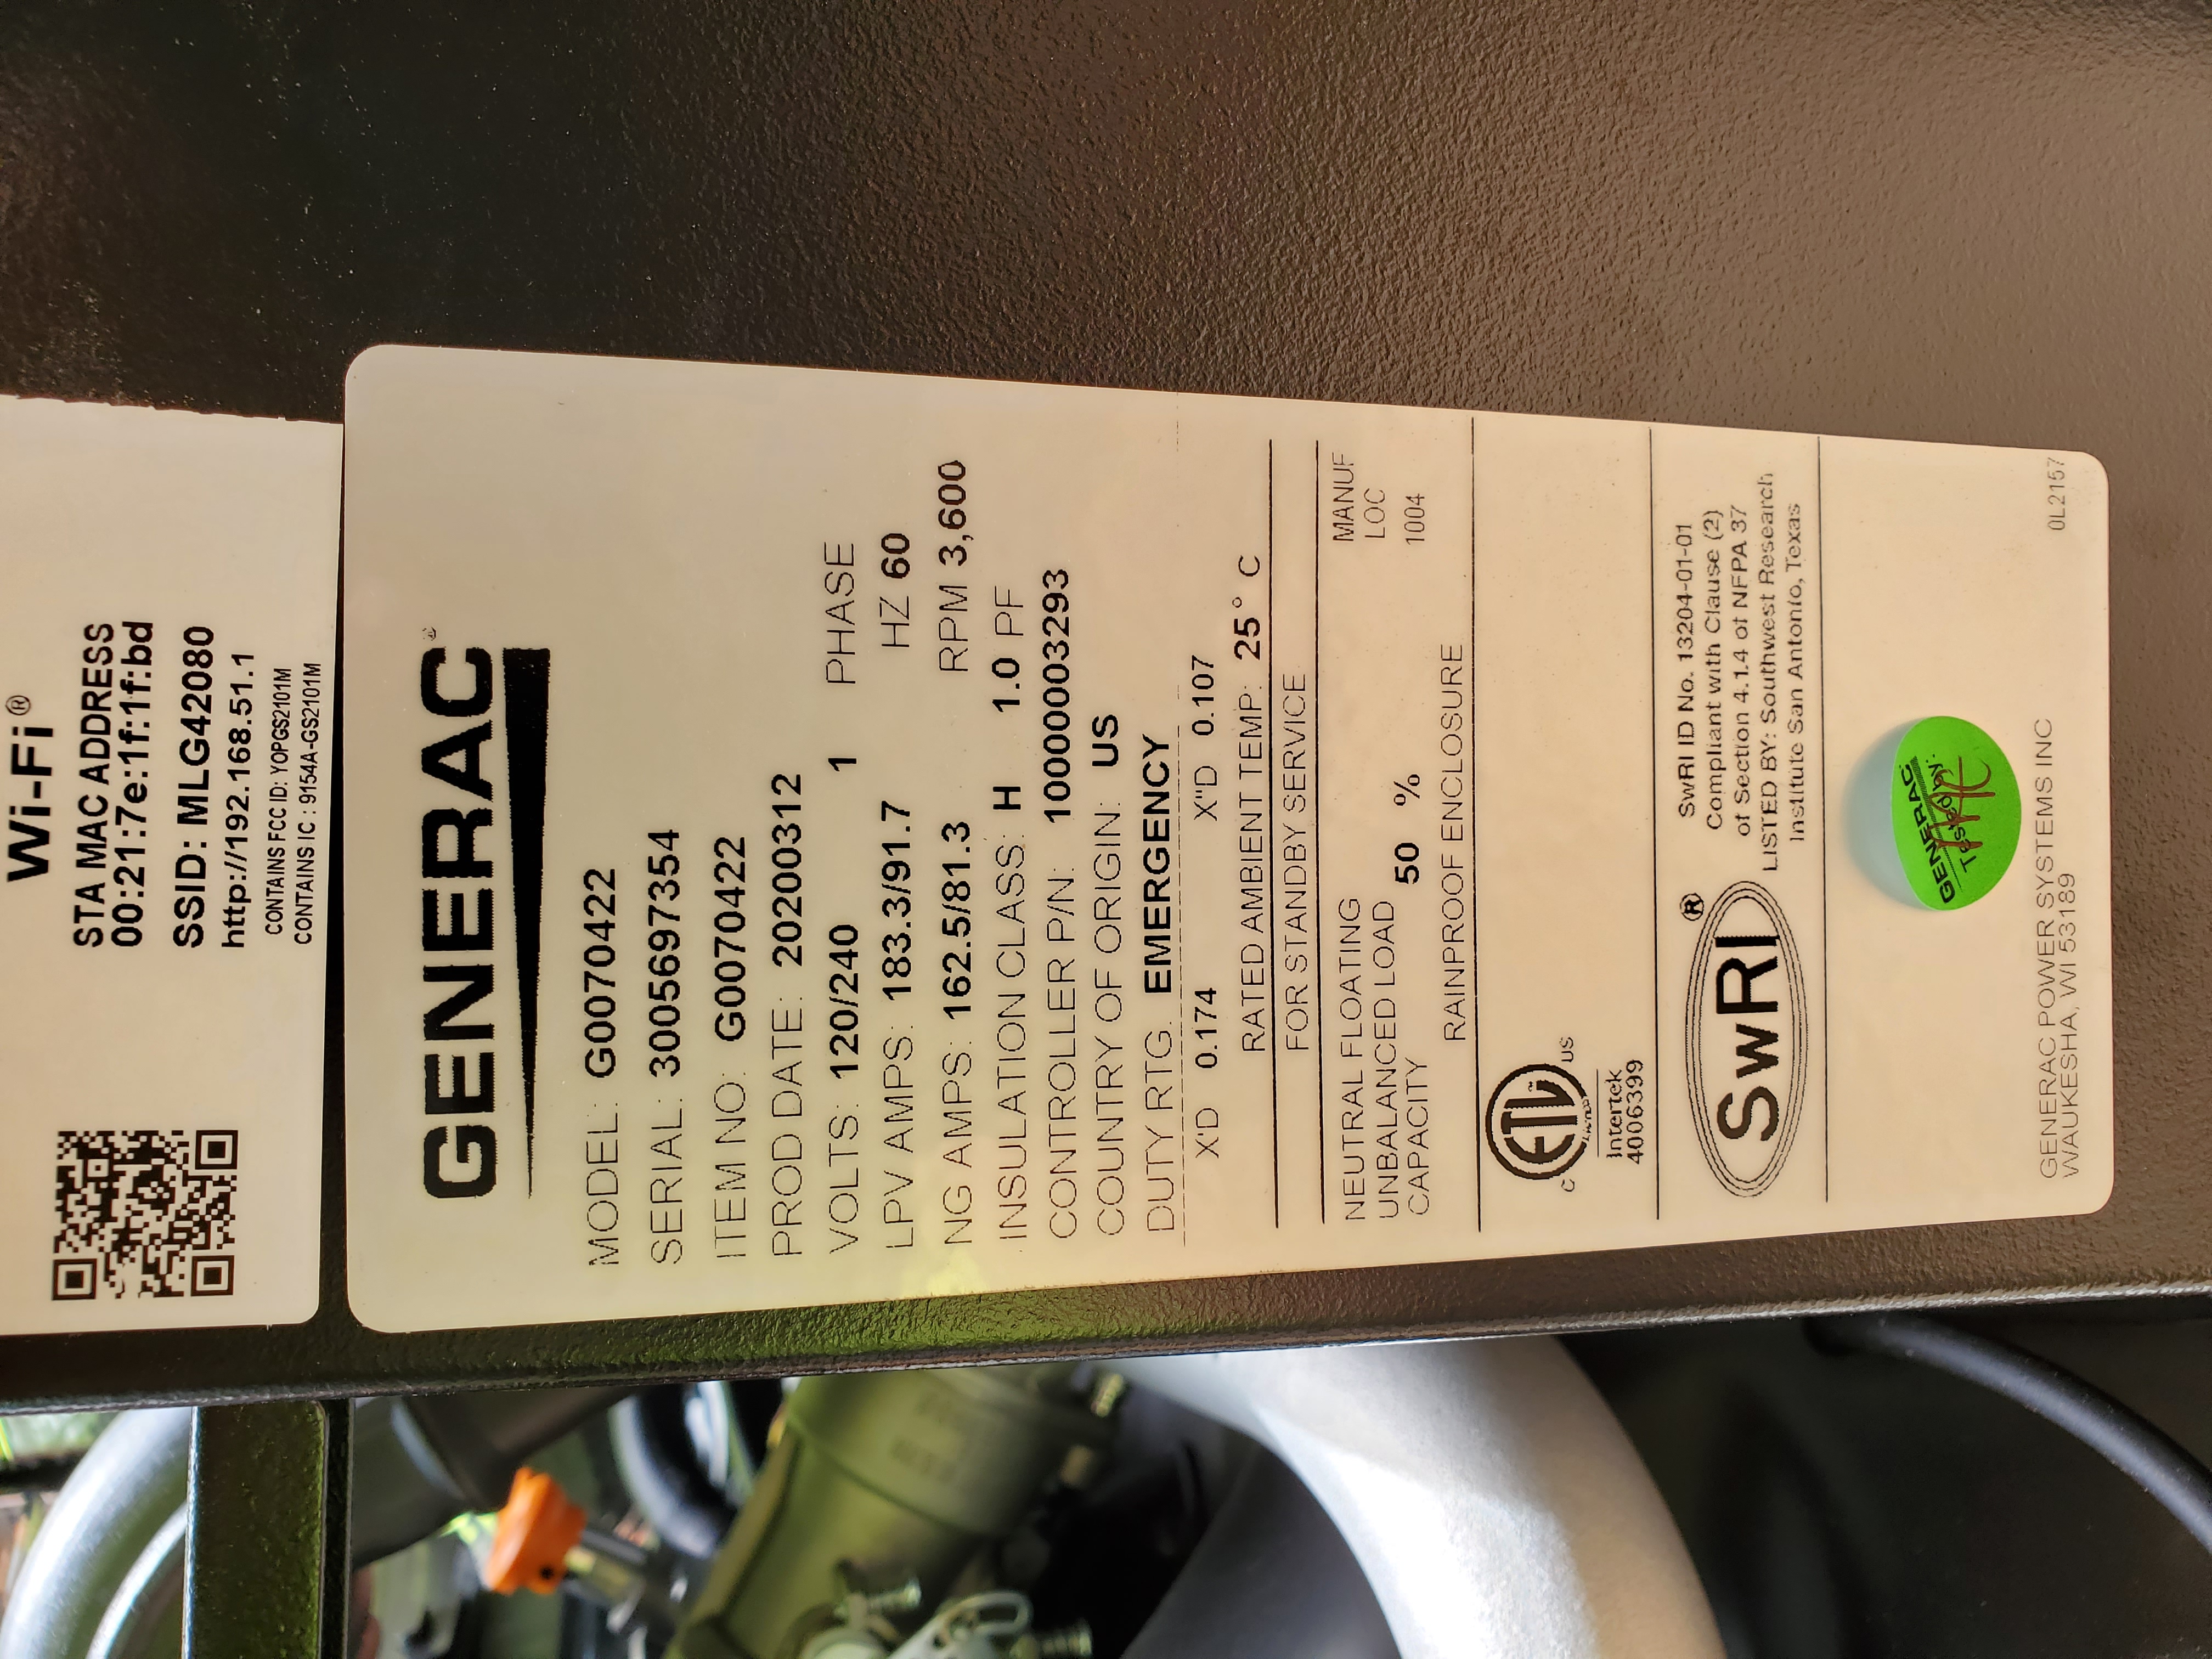 Wi-Fi®
STA MAC ADDRESS
00:21:7e:1f:1f:bd
SSID: MLG42080
http://192.168.51.1
CONTAINS FCC ID: YOPGS2101M
CONTAINS IC : 9154A-GS2101M
GENERAC®
MODEL: G0070422
SERIAL: 3005697354
ITEM NO: G0070422
PROD DATE: 20200312
VOLTS: 120/240 1 PHASE
LPV AMPS: 183.3/91.7 HZ 60
NG AMPS: 162.5/81.3 RPM 3,600
INSULATION CLASS: H 1.0 PF
CONTROLLER P/N: 10000003293
COUNTRY OF ORIGIN: US
DUTY RTG. EMERGENCY
X'D 0.174 X"D 0.107
RATED AMBIENT TEMP: 25° C
FOR STANDBY SERVICE
NEUTRAL FLOATING
UNBALANCED LOAD
CAPACITY 50 %
MANUF
LOC
1004
RAINPROOF ENCLOSURE
C ETL US
LISTED
Intertek
4006399
SwRI®
SwRI ID No. 13204-01-01
Compliant with Clause (2)
of Section 4.1.4 of NFPA 37
LISTED BY: Southwest Research
Institute San Antonio, Texas
GENERAC
Tested by:
GENERAC POWER SYSTEMS INC
WAUKESHA, WI 53189
0L2157